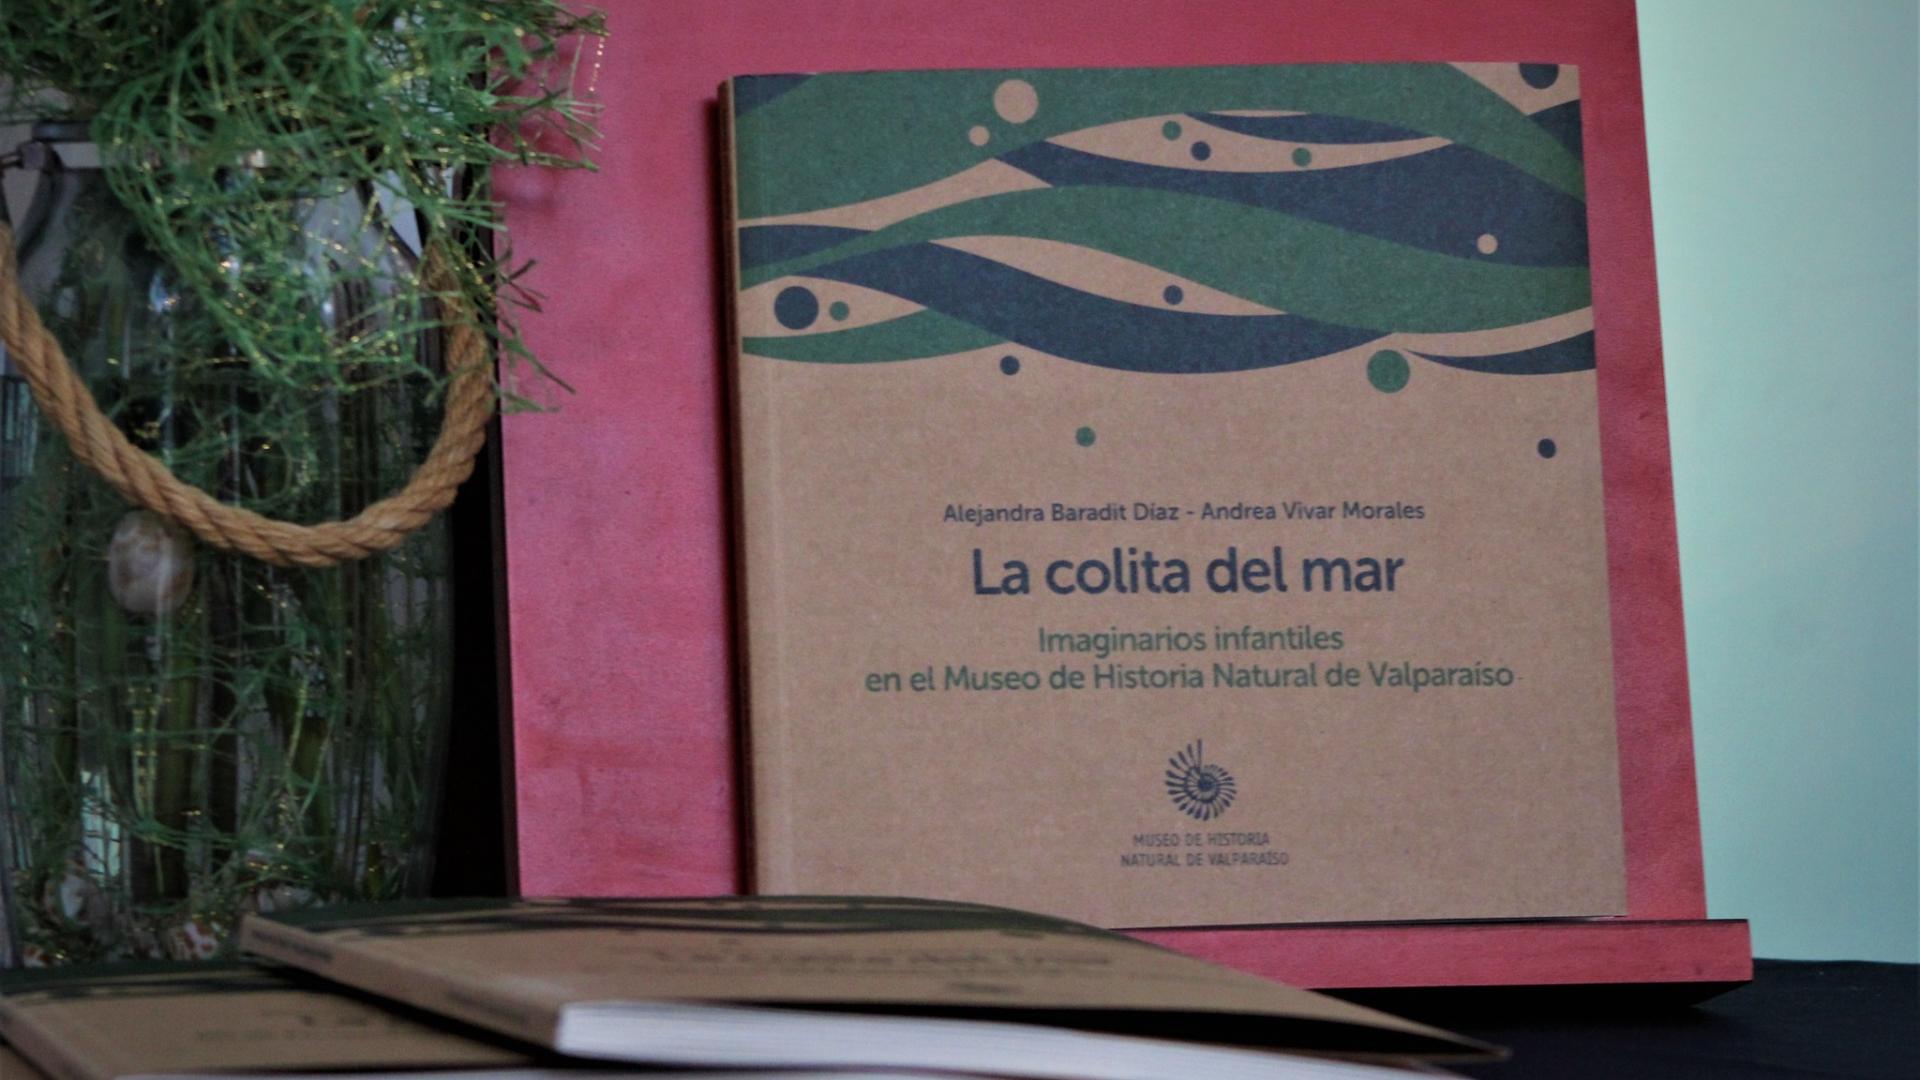 Alejandra Baradit Díaz - Andrea Vivar Morales
La colita del mar
Imaginarios infantiles
en el Museo de Historia Natural de Valparaíso
MUSEO DE HISTORIA
NATURAL DE VALPARAÍSO